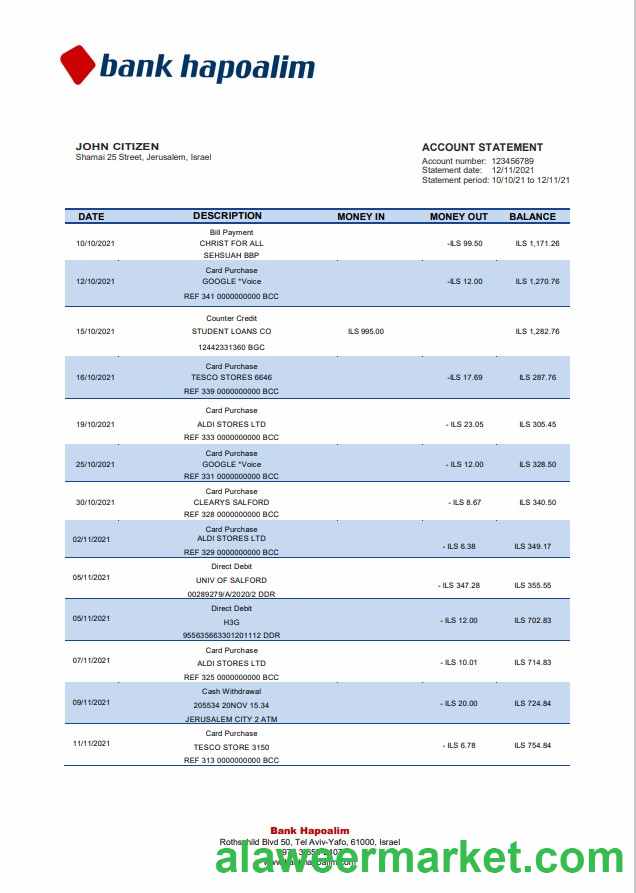 bank hapoalim
JOHN CITIZEN
Shamai 25 Street, Jerusalem, Israel
ACCOUNT STATEMENT
Account number: 123456789
Statement date: 12/11/2021
Statement period: 10/10/21 to 12/11/21
DATE DESCRIPTION MONEY IN MONEY OUT BALANCE
Bill Payment
10/10/2021 CHRIST FOR ALL -ILS 99.50 ILS 1,171.26
SEHSUAH BBP
Card Purchase
12/10/2021 GOOGLE *Voice -ILS 12.00 ILS 1,270.76
REF 341 0000000000 BCC
Counter Credit
15/10/2021 STUDENT LOANS CO ILS 995.00 ILS 1,282.76
12442331360 BGC
Card Purchase
16/10/2021 TESCO STORES 6646 -ILS 17.69 ILS 287.76
REF 339 0000000000 BCC
Card Purchase
19/10/2021 ALDI STORES LTD - ILS 23.05 ILS 305.45
REF 333 0000000000 BCC
Card Purchase
25/10/2021 GOOGLE *Voice - ILS 12.00 ILS 328.50
REF 331 0000000000 BCC
Card Purchase
30/10/2021 CLEARYS SALFORD - ILS 8.67 ILS 340.50
REF 328 0000000000 BCC
Card Purchase
02/11/2021 ALDI STORES LTD - ILS 6.38 ILS 349.17
REF 329 0000000000 BCC
Direct Debit
05/11/2021 UNIV OF SALFORD - ILS 347.28 ILS 355.55
00289279/A/2020/2 DDR
Direct Debit
05/11/2021 H3G - ILS 12.00 ILS 702.83
955635663301201112 DDR
Card Purchase
07/11/2021 ALDI STORES LTD - ILS 10.01 ILS 714.83
REF 325 0000000000 BCC
Cash Withdrawal
09/11/2021 205534 20NOV 15.34 - ILS 20.00 ILS 724.84
JERUSALEM CITY 2 ATM
Card Purchase
11/11/2021 TESCO STORE 3150 - ILS 6.78 ILS 754.84
REF 313 0000000000 BCC
Bank Hapoalim
Rothschild Blvd 50, Tel Aviv-Yafo, 61000, Israel
alaweermarket.com